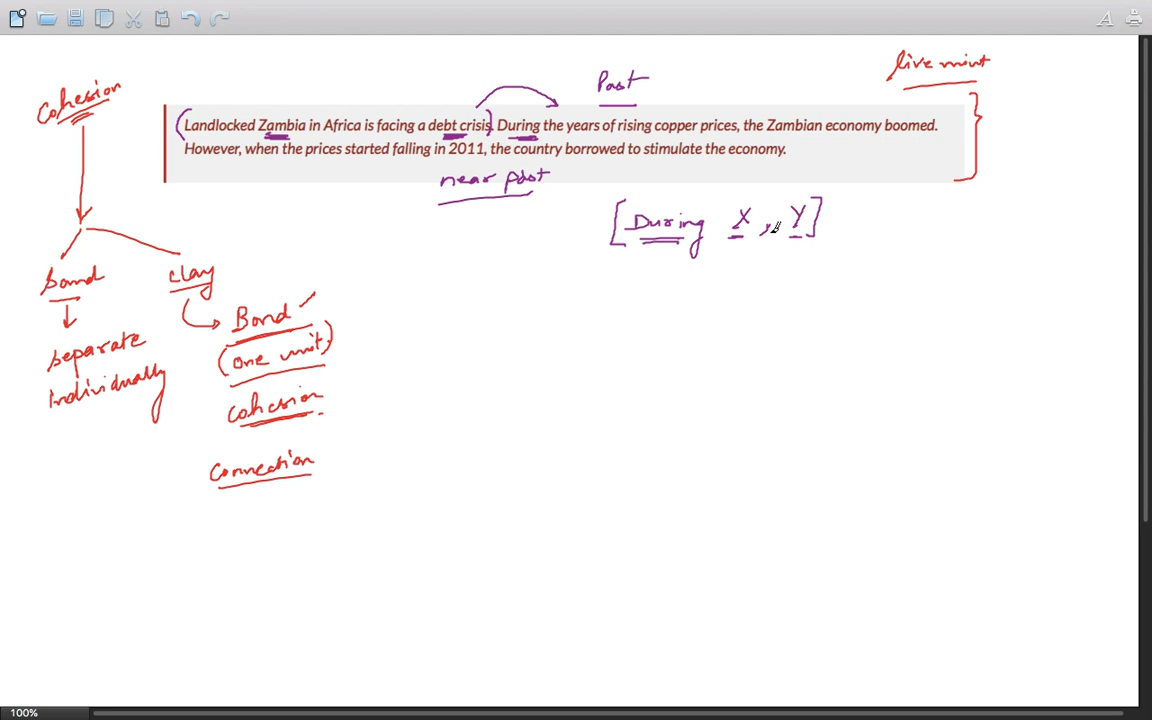 live mint
Cohesion
Past
Landlocked Zambia in Africa is facing a debt crisis. During the years of rising copper prices, the Zambian economy boomed.
However, when the prices started falling in 2011, the country borrowed to stimulate the economy.
near past
[During X, Y]
clay
Bond
(one unit)
separate
individually
cohesion
connection
100%